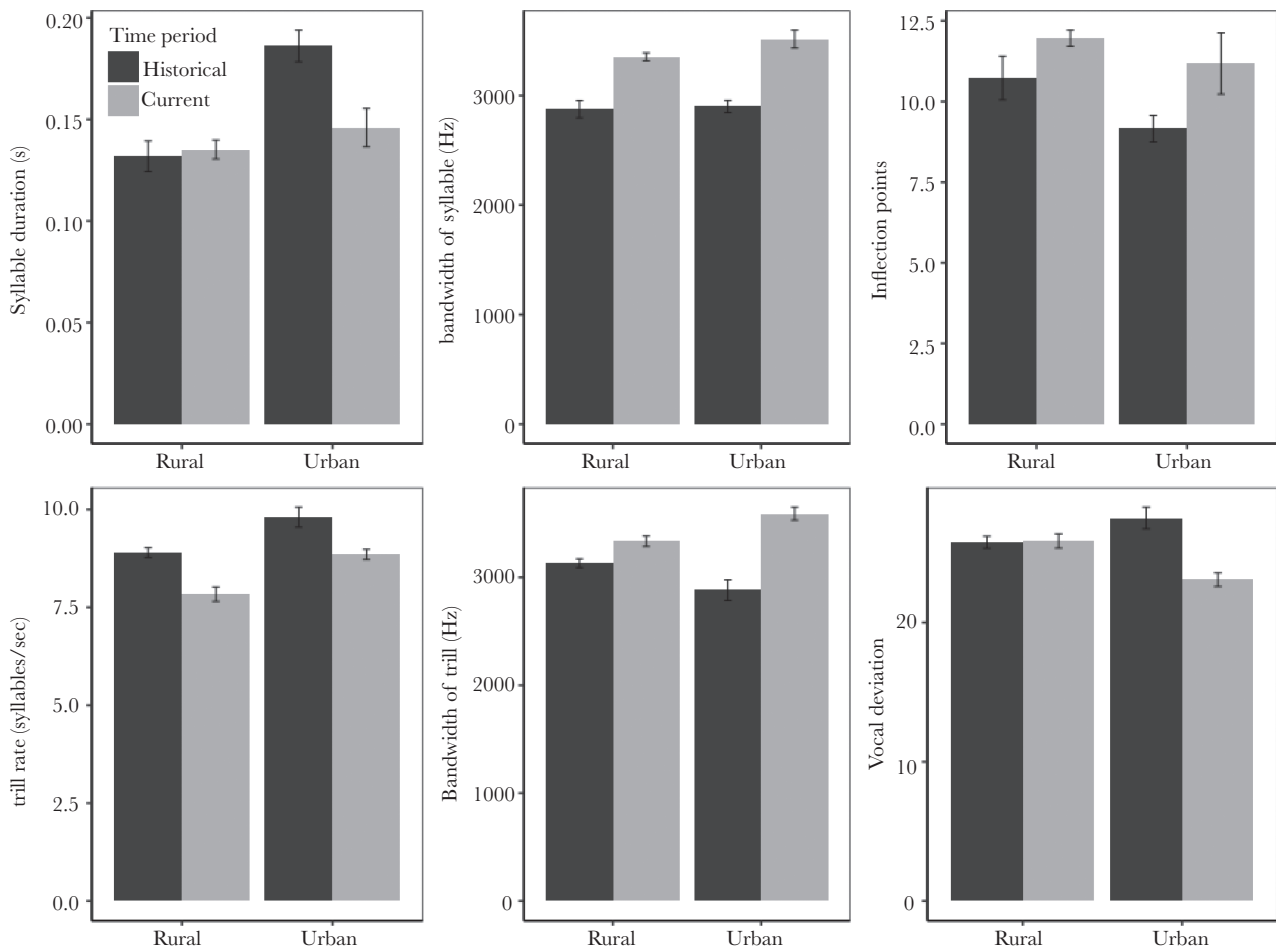 Syllable duration (s)
0.20
0.15
0.10
0.05
0.00
Time period
Historical
Current
Rural
Urban
bandwidth of syllable (Hz)
3000
2000
1000
0
Rural
Urban
Inflection points
12.5
10.0
7.5
5.0
2.5
0.0
Rural
Urban
trill rate (syllables/sec)
10.0
7.5
5.0
2.5
0.0
Rural
Urban
Bandwidth of trill (Hz)
3000
2000
1000
0
Rural
Urban
Vocal deviation
20
10
0
Rural
Urban